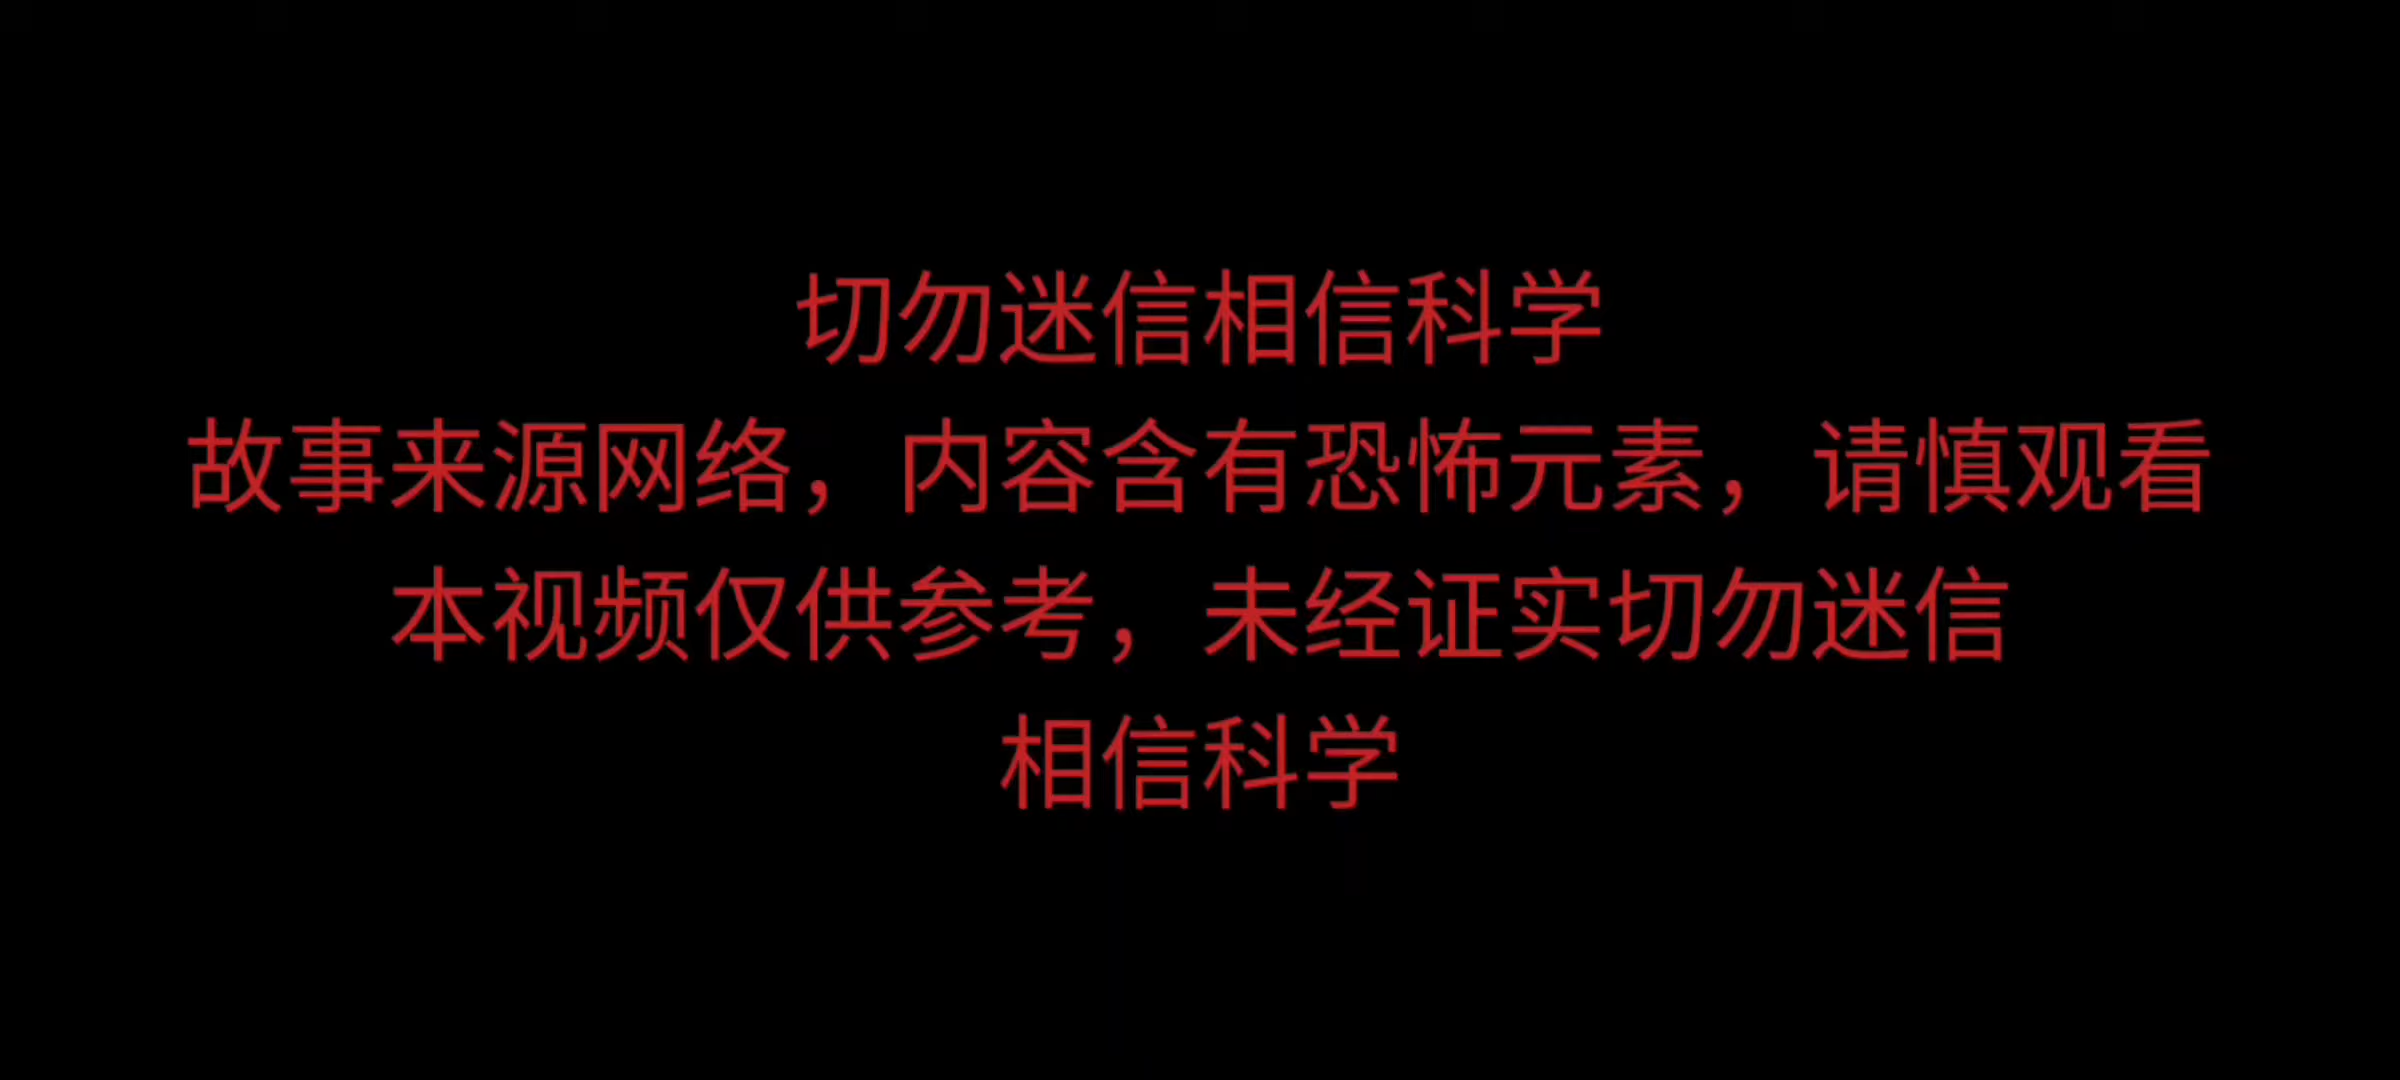 切勿迷信相信科学
故事来源网络，内容含有恐怖元素，请慎观看
本视频仅供参考，未经证实切勿迷信
相信科学